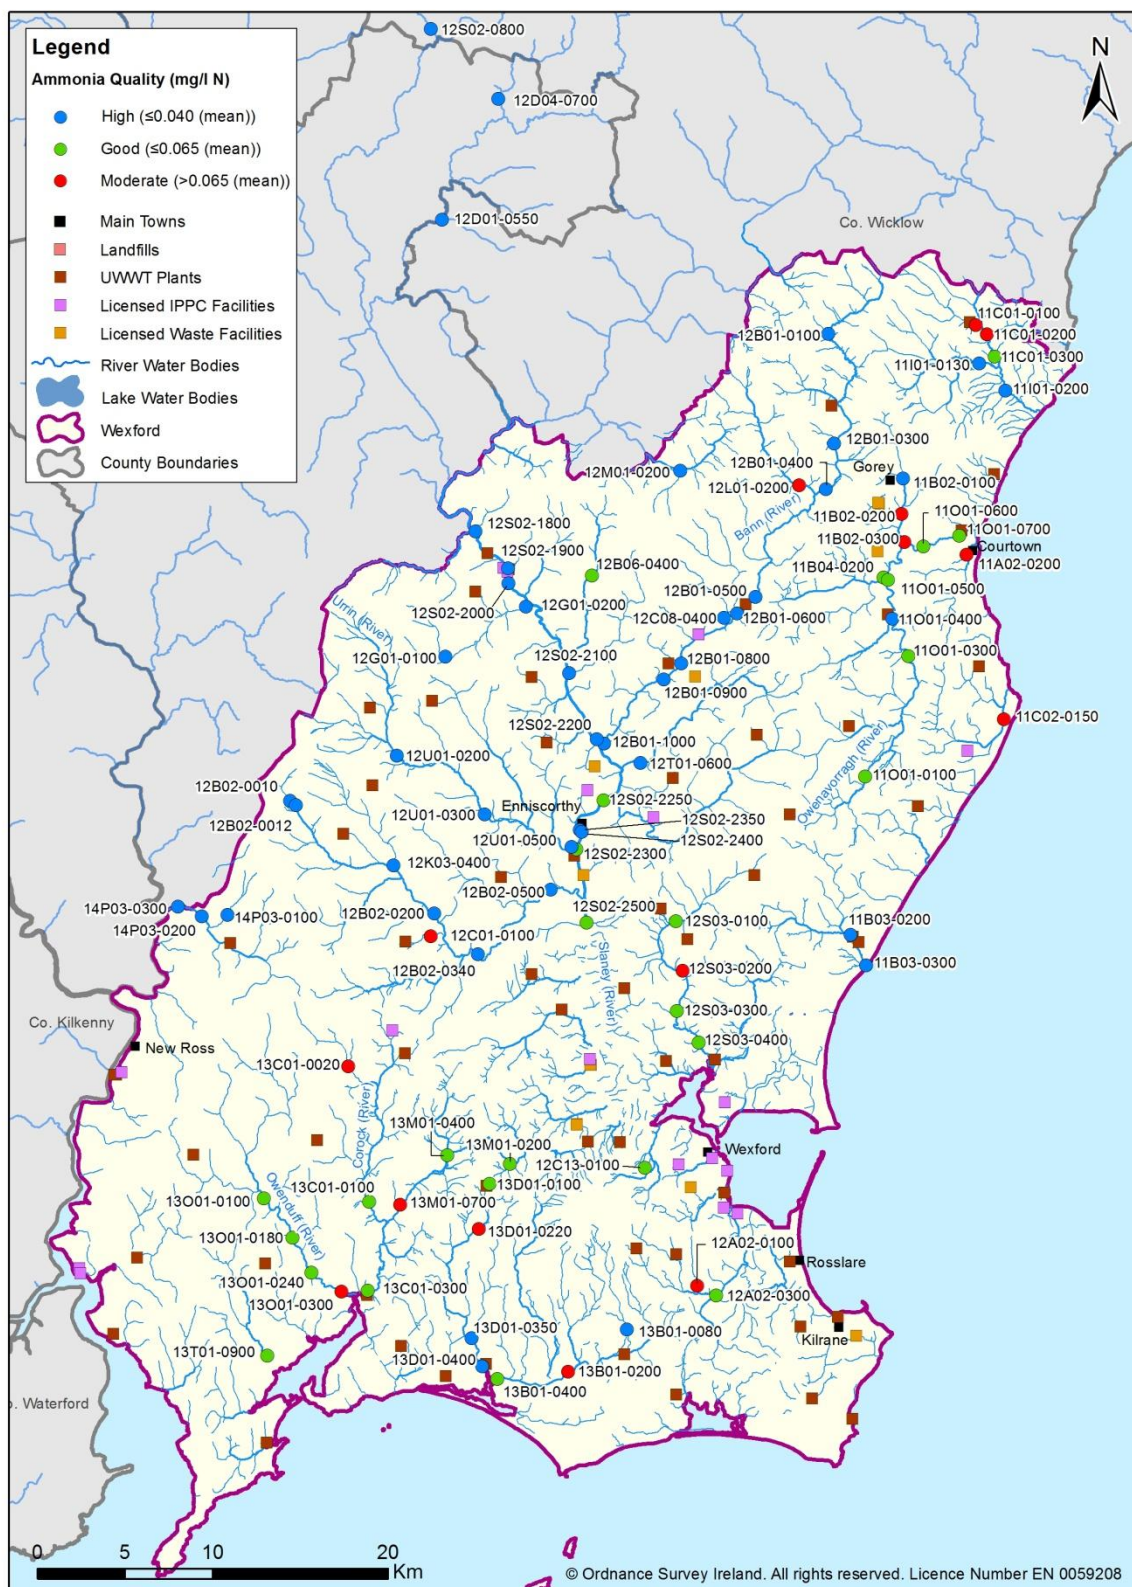 Legend
Ammonia Quality (mg/l N)
High (≤0.040 (mean))
Good (≤0.065 (mean))
Moderate (>0.065 (mean))
Main Towns
Landfills
UWWT Plants
Licensed IPPC Facilities
Licensed Waste Facilities
River Water Bodies
Lake Water Bodies
Wexford
County Boundaries
N
12S02-0800
12D04-0700
12D01-0550
Co. Wicklow
11C01-0100
12B01-0100
11C01-0200
11C01-0300
11I01-0130
11I01-0200
12B01-0300
12B01-0400
Gorey
12M01-0200
12L01-0200
11B02-0100
Bann (River)
11B02-0200
11O01-0600
12S02-1800
11O01-0700
11B02-0300
Courtown
12S02-1900
12B06-0400
11A02-0200
11B04-0200
12S02-2000
12B01-0500
11O01-0500
Urrin (River)
12G01-0200
12C08-0400
12B01-0600
11O01-0400
12G01-0100
12S02-2100
12B01-0800
11O01-0300
12B01-0900
11C02-0150
12S02-2200
12B01-1000
Owenavorragh (River)
12U01-0200
12T01-0600
11O01-0100
12B02-0010
Enniscorthy
12S02-2250
12B02-0012
12U01-0300
12S02-2350
12U01-0500
12S02-2400
12S02-2300
12K03-0400
12B02-0500
14P03-0300
14P03-0100
12B02-0200
12S02-2500
12S03-0100
11B03-0200
14P03-0200
12C01-0100
12B02-0340
12S03-0200
11B03-0300
Slaney (River)
Co. Kilkenny
New Ross
12S03-0300
12S03-0400
13C01-0020
Corock (River)
13M01-0400
13M01-0200
Wexford
12C13-0100
13C01-0100
13D01-0100
13O01-0100
13M01-0700
Owenduff (River)
13D01-0220
13O01-0180
12A02-0100
Rosslare
13O01-0240
13O01-0300
13C01-0300
12A02-0300
13D01-0350
13B01-0080
Kilrane
13T01-0900
13D01-0400
13B01-0200
13B01-0400
o. Waterford
0 5 10 20
Km
© Ordnance Survey Ireland. All rights reserved. Licence Number EN 0059208